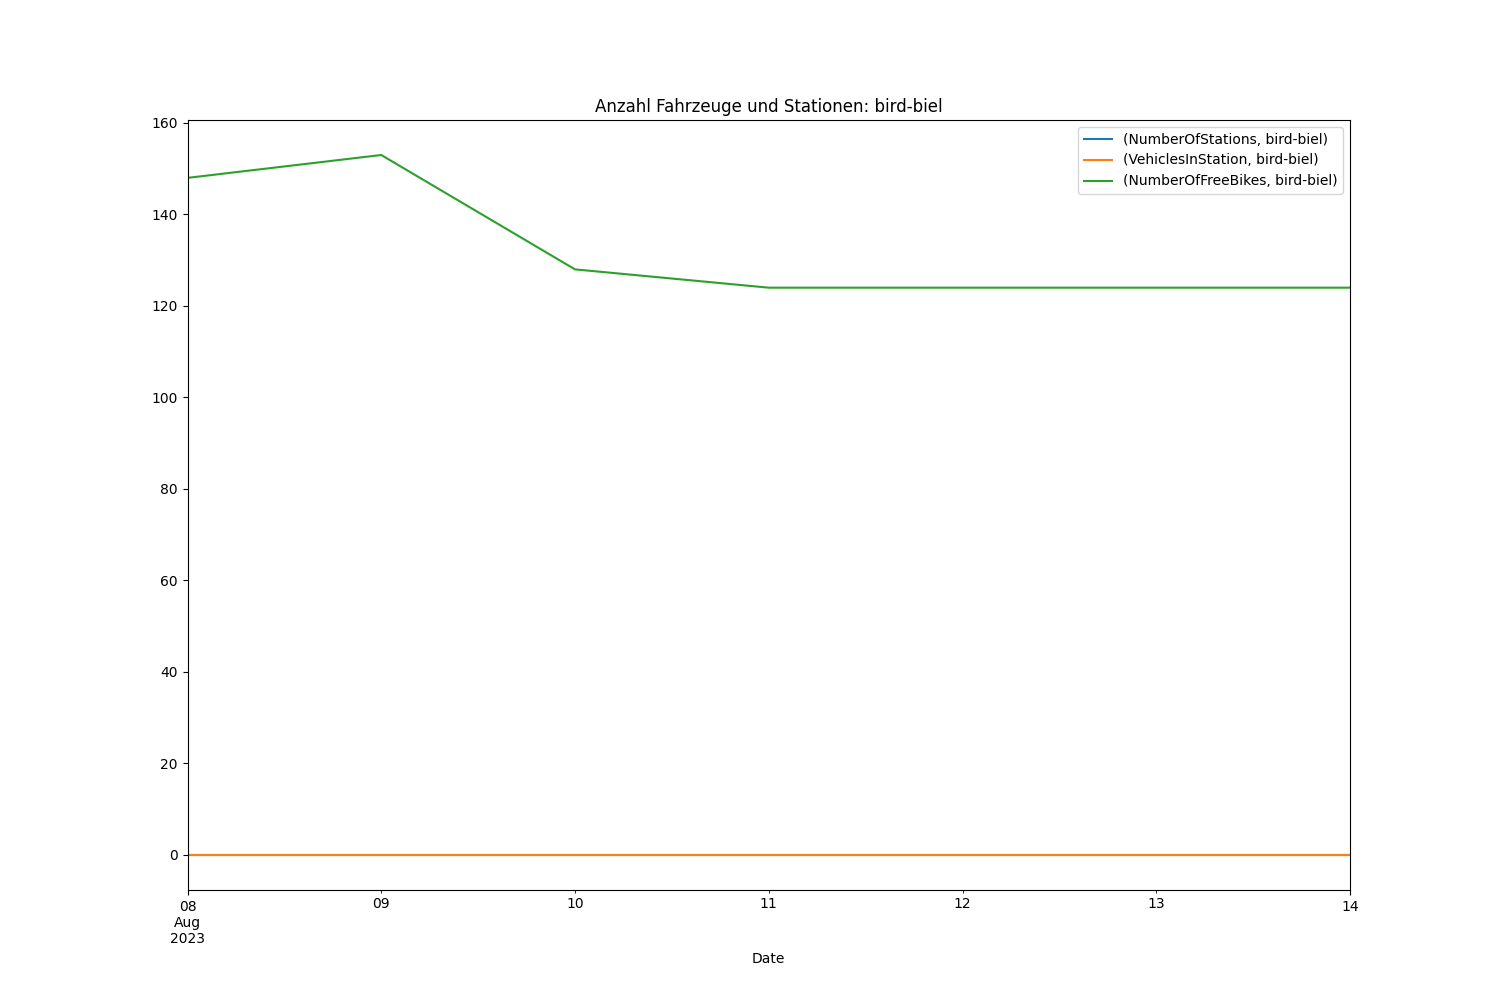 Anzahl Fahrzeuge und Stationen: bird-biel
(NumberOfStations, bird-biel)
(VehiclesInStation, bird-biel)
(NumberOfFreeBikes, bird-biel)
160
140
120
100
80
60
40
20
0
08 09 10 11 12 13 14
Aug
2023
Date